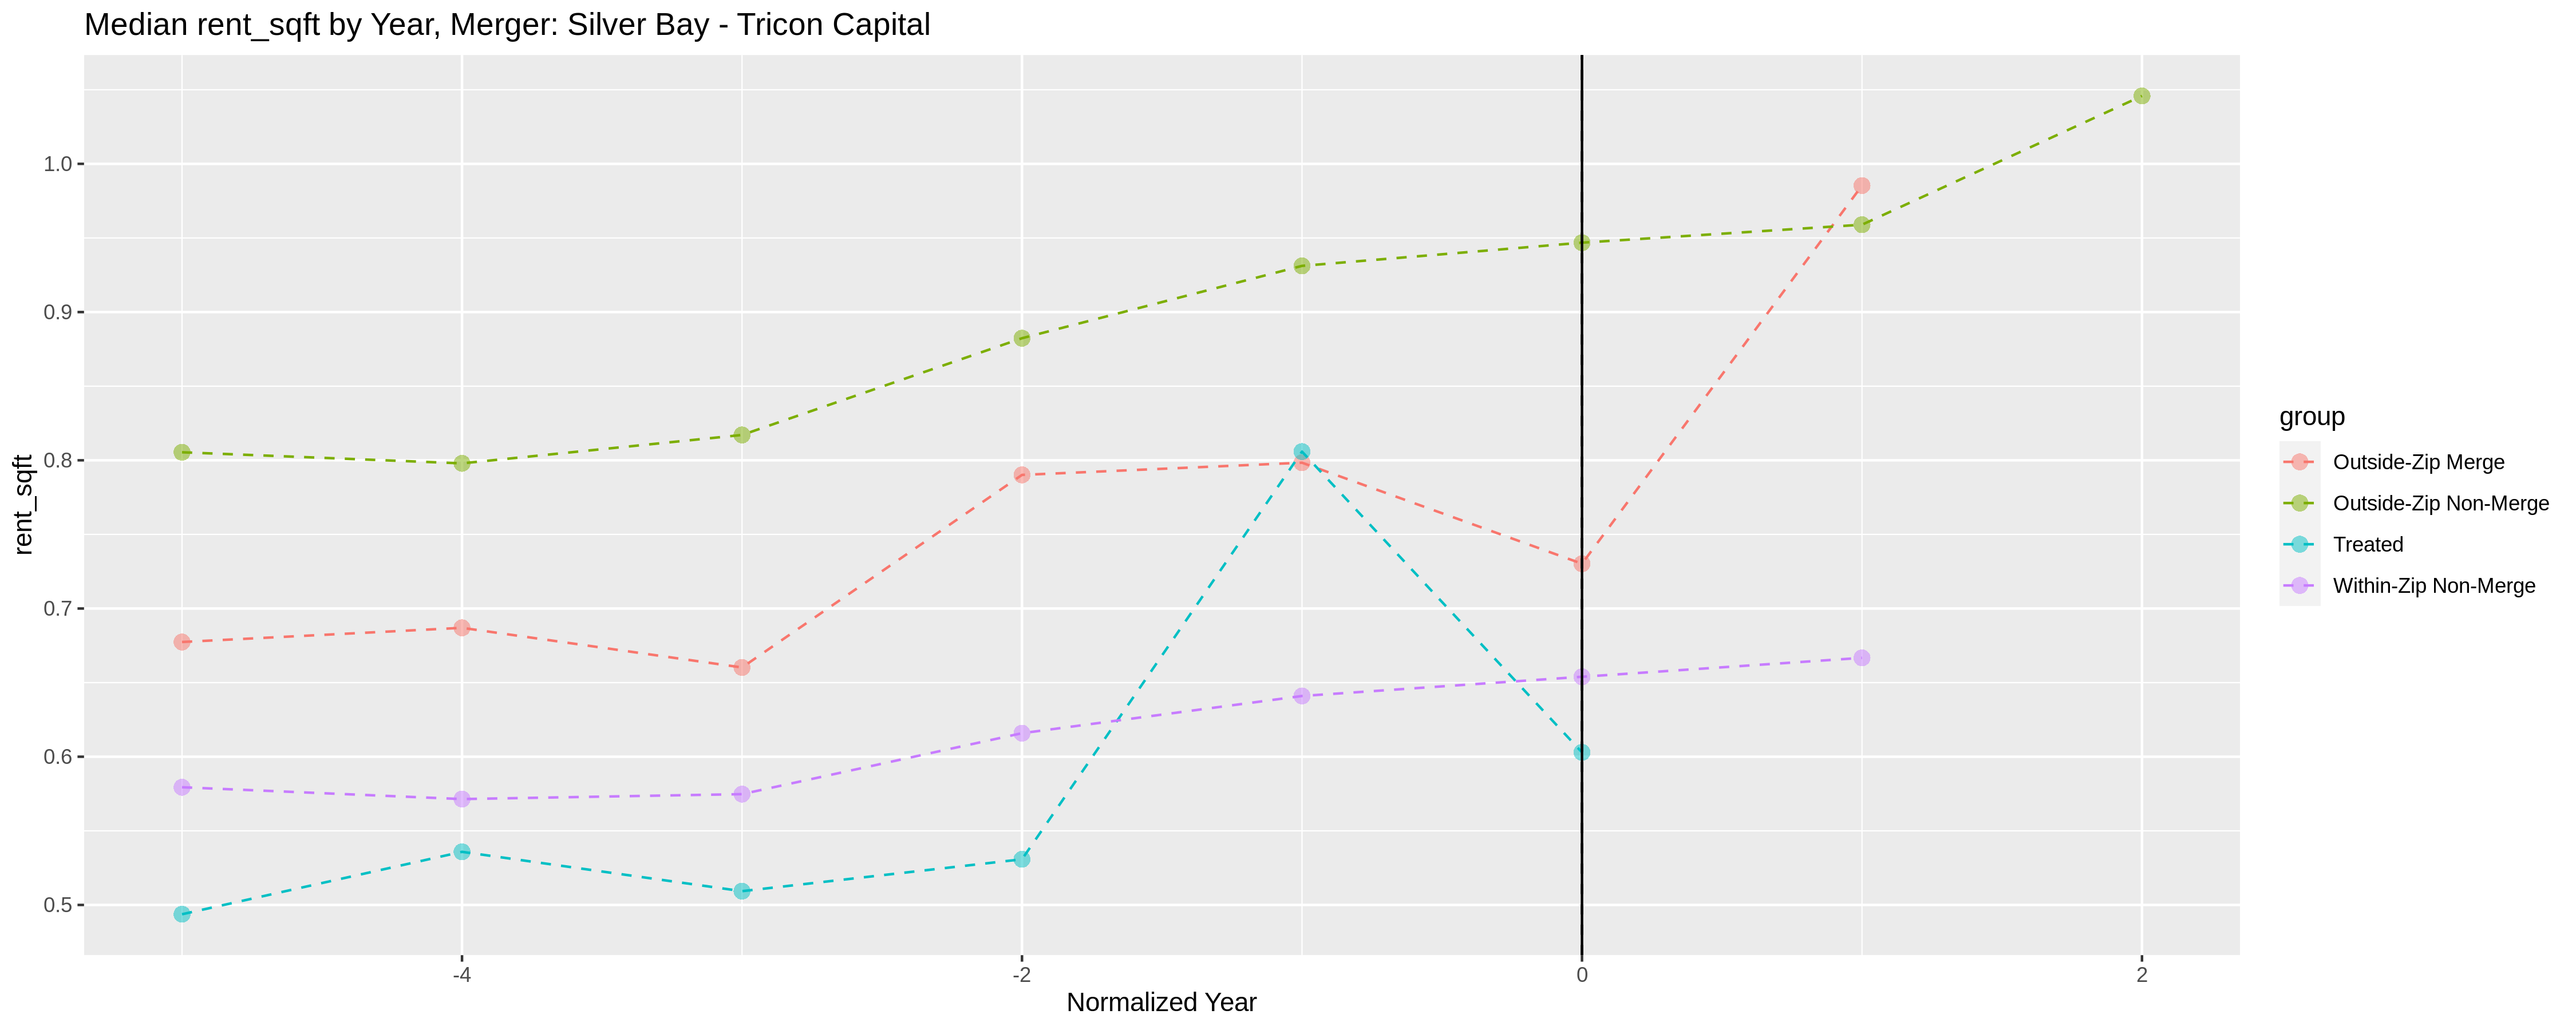 Median rent_sqft by Year, Merger: Silver Bay - Tricon Capital
rent_sqft
1.0
0.9
0.8
0.7
0.6
0.5
-4
-2
0
2
Normalized Year
group
Outside-Zip Merge
Outside-Zip Non-Merge
Treated
Within-Zip Non-Merge